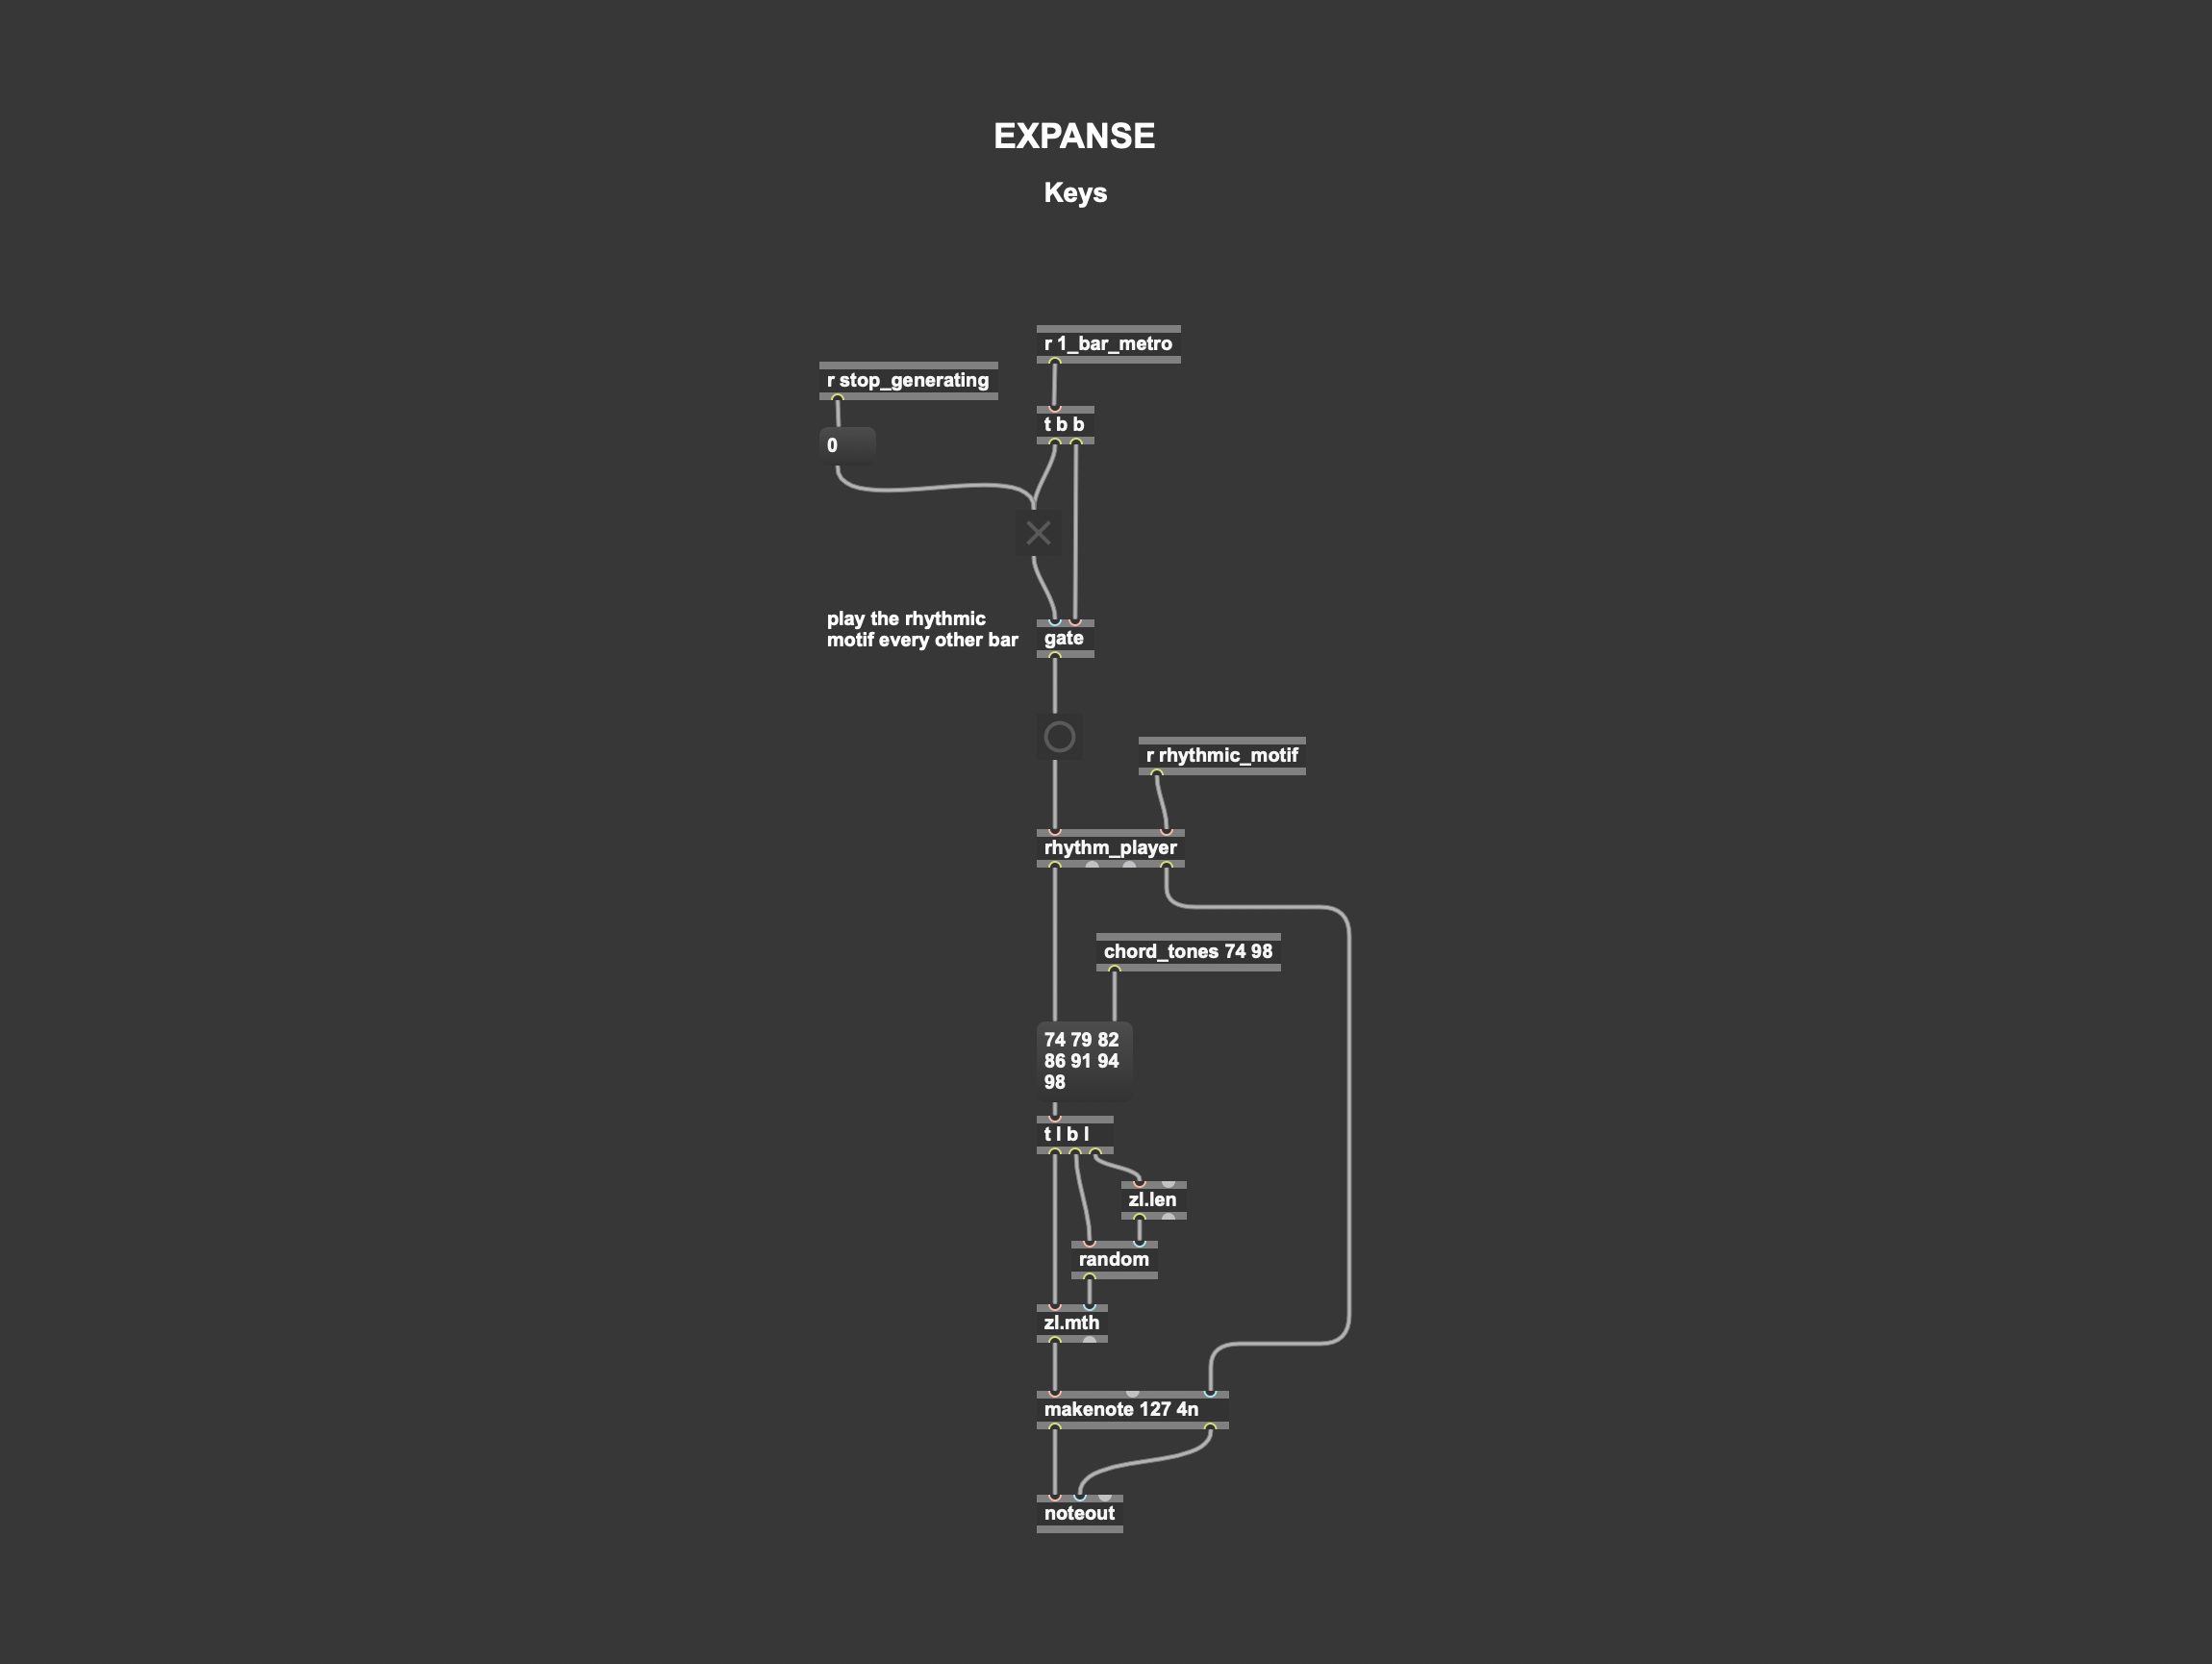 EXPANSE
Keys
r 1_bar_metro
r stop_generating
t b b
0
play the rhythmic
motif every other bar
gate
r rhythmic_motif
rhythm_player
chord_tones 74 98
74 79 82
86 91 94
98
t l b l
zl.len
random
zl.mth
makenote 127 4n
noteout